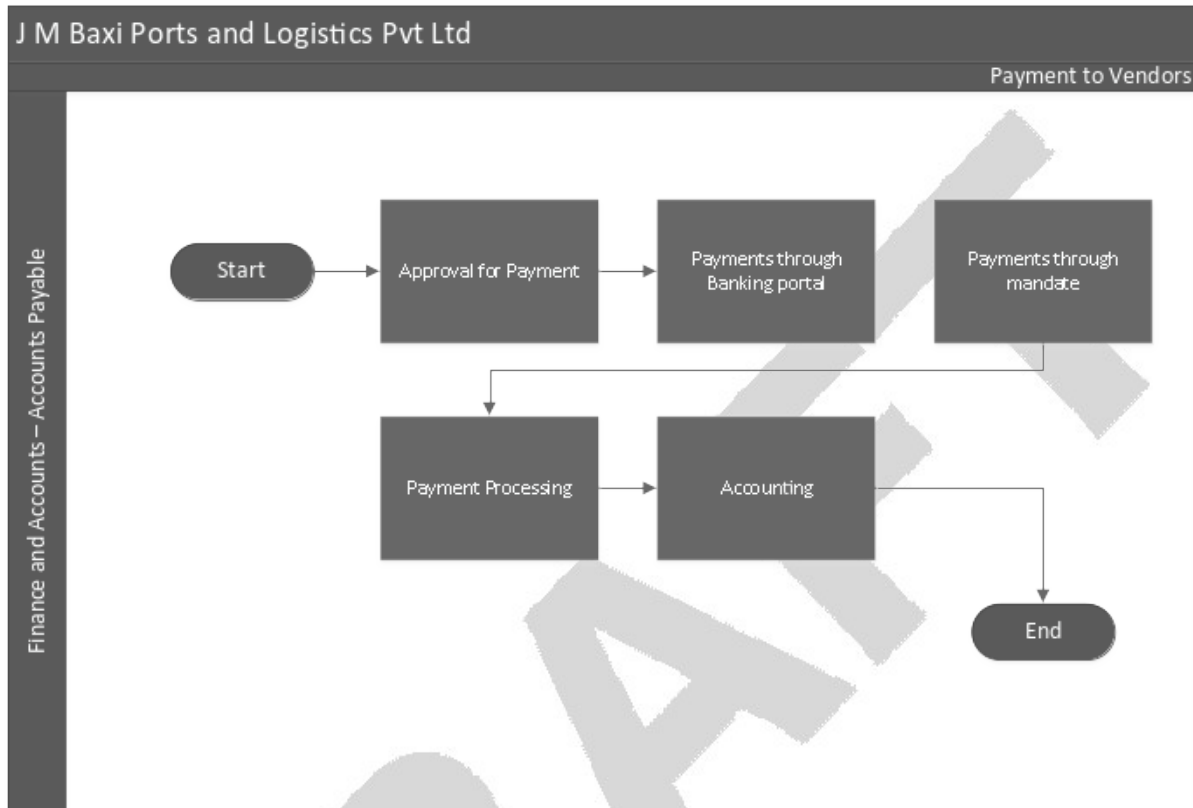 J M Baxi Ports and Logistics Pvt Ltd
Payment to Vendors
Finance and Accounts – Accounts Payable
Start
Approval for Payment
Payments through
Banking portal
Payments through
mandate
Payment Processing
Accounting
End